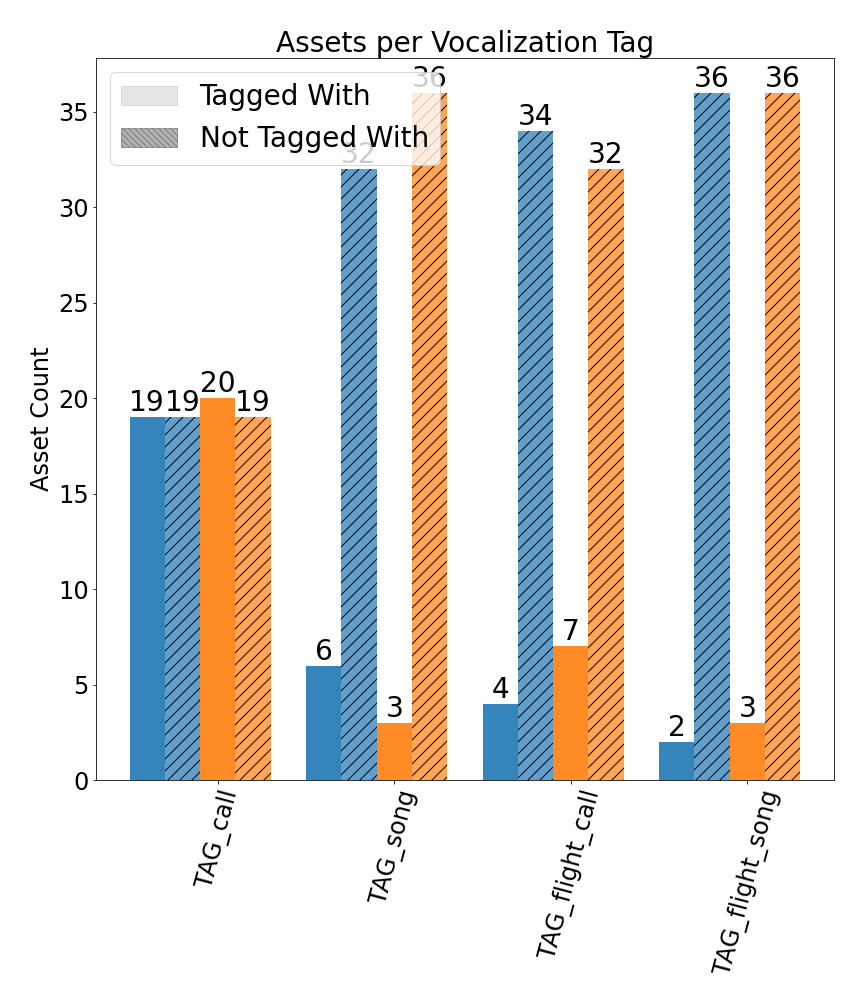 Assets per Vocalization Tag
Tagged With
Not Tagged With
Asset Count
35
30
25
20
15
10
5
0
19 19 20 19
6 32 3 36
4 34 7 32
2 36 3 36
TAG_call
TAG_song
TAG_flight_call
TAG_flight_song